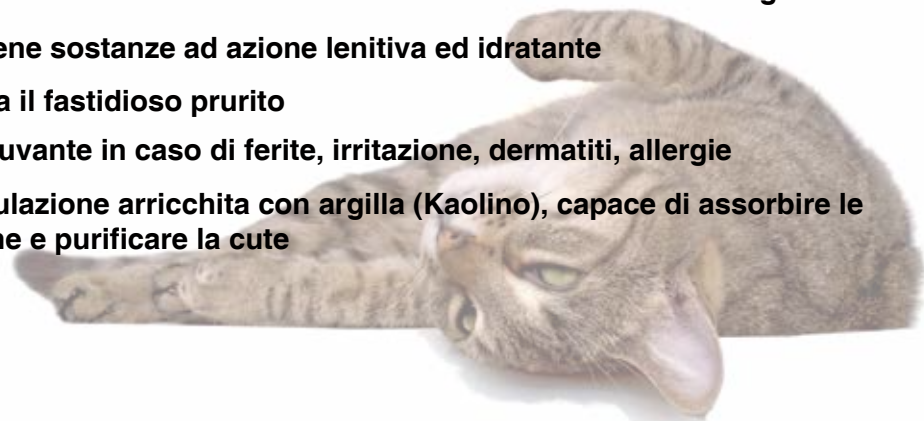 ene sostanze ad azione lenitiva ed idratante
a il fastidioso prurito
uvante in caso di ferite, irritazione, dermatiti, allergie
ulazione arricchita con argilla (Kaolino), capace di assorbire le
ne e purificare la cute